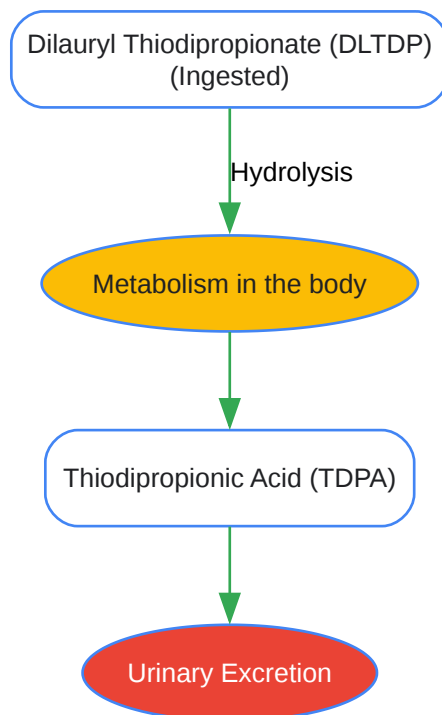 Dilauryl Thiodipropionate (DLTDP)
(Ingested)
Hydrolysis
Metabolism in the body
Thiodipropionic Acid (TDPA)
Urinary Excretion